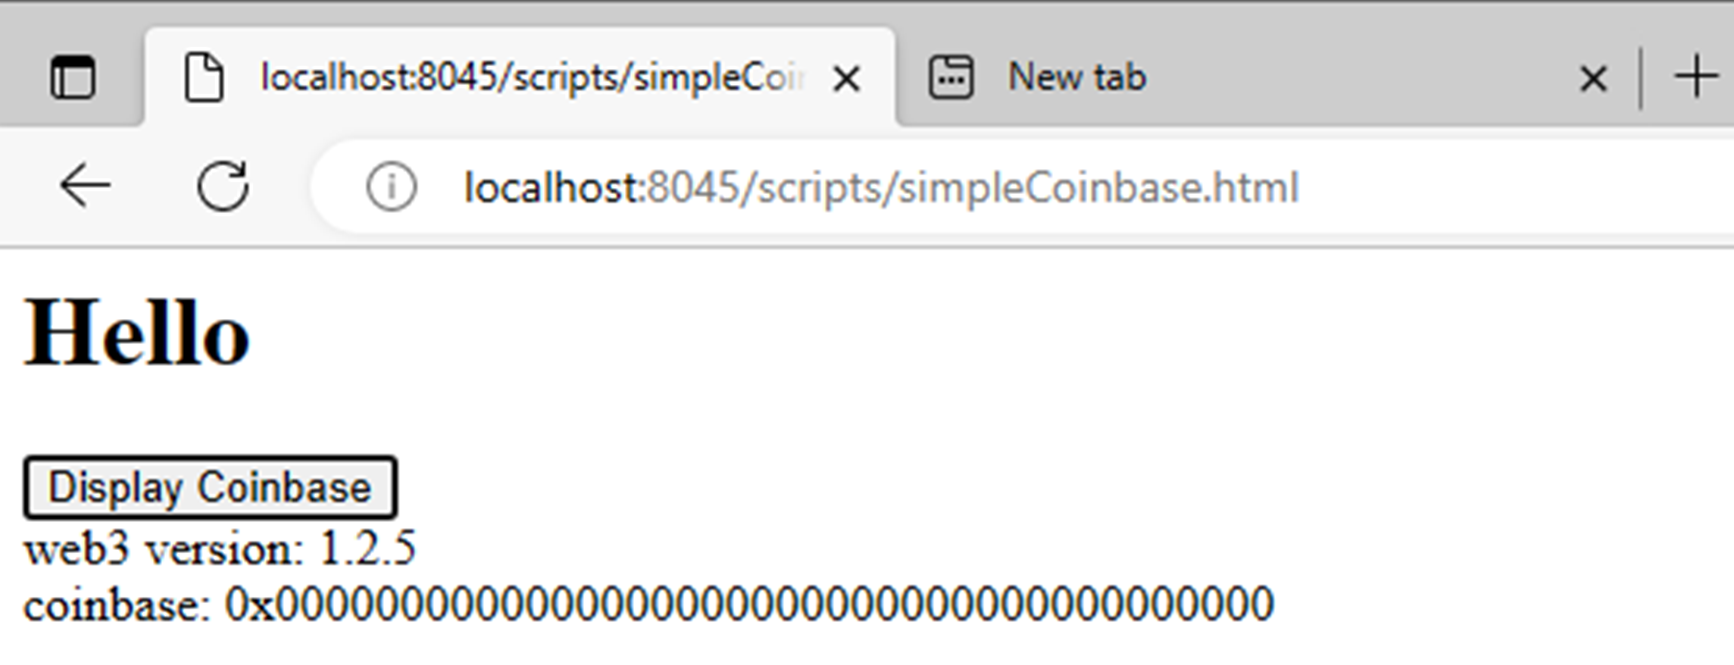 localhost:8045/scripts/simpleCoin
New tab
localhost:8045/scripts/simpleCoinbase.html
Hello
Display Coinbase
web3 version: 1.2.5
coinbase: 0x0000000000000000000000000000000000000000